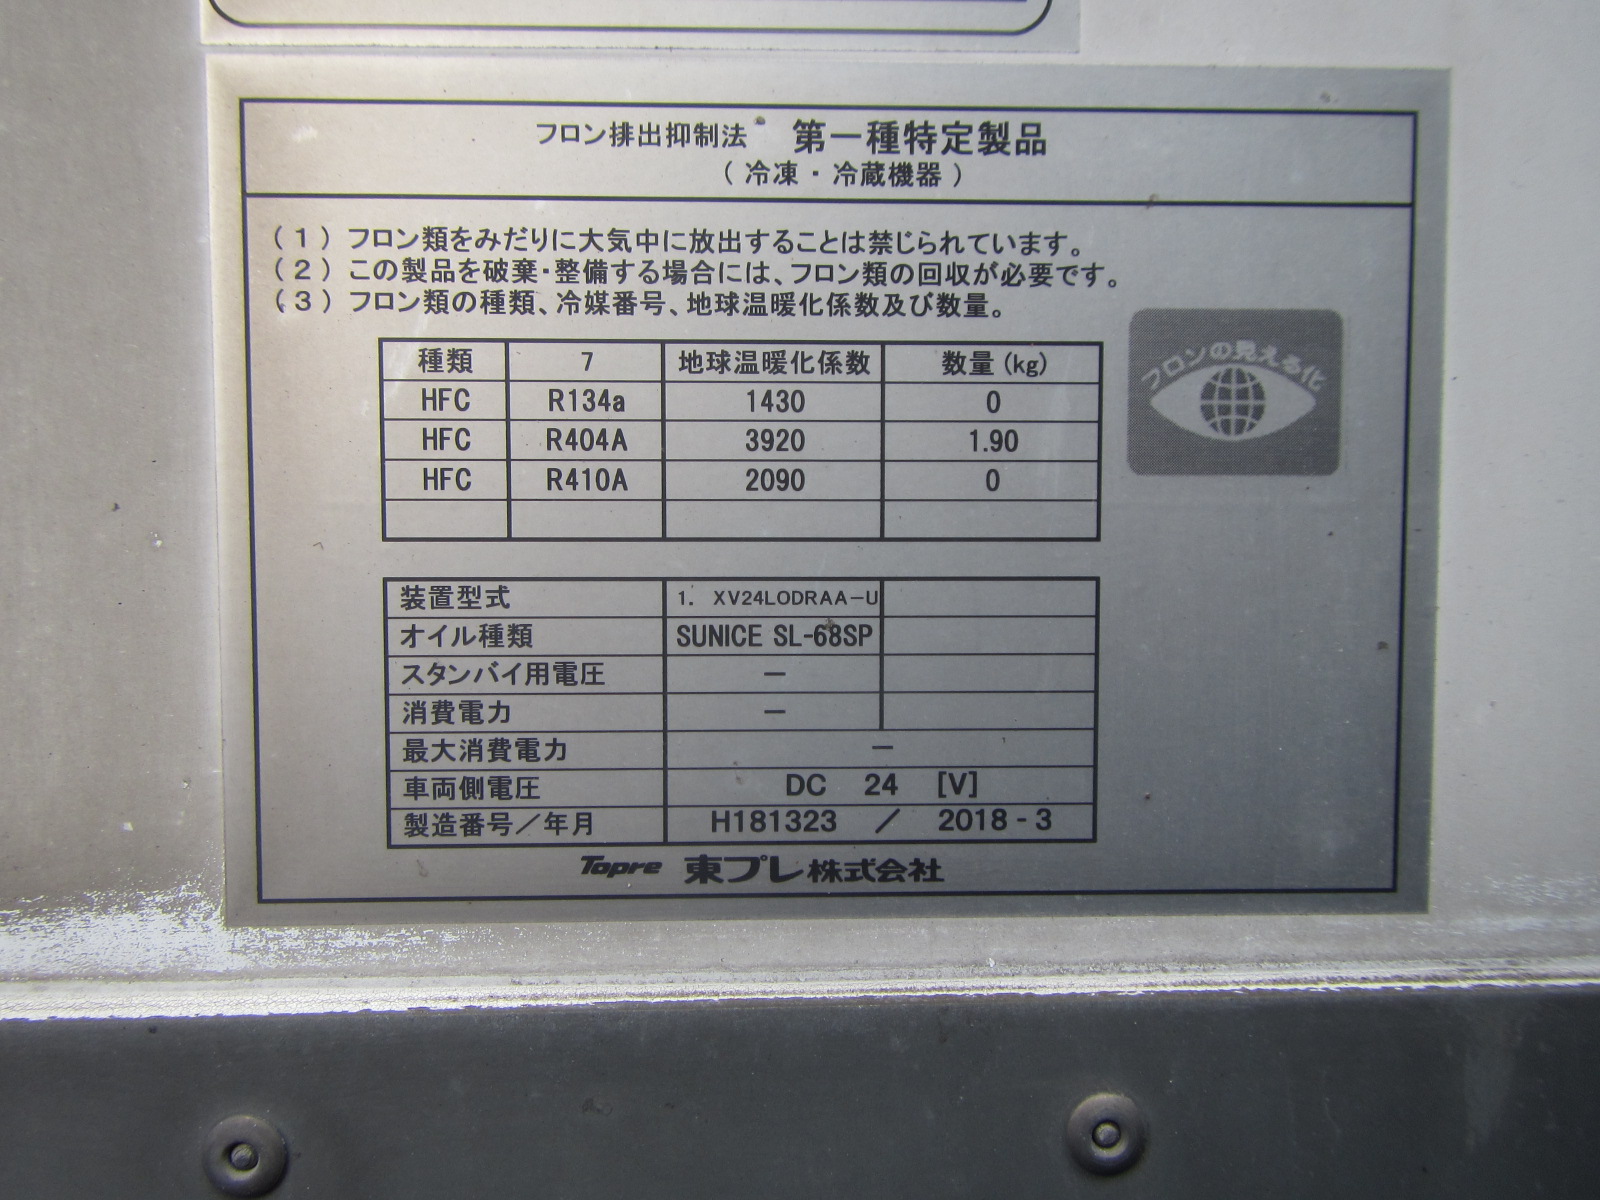 フロン排出抑制法 第一種特定製品
( 冷凍・冷蔵機器 )
(1) フロン類をみだりに大気中に放出することは禁じられています。
(2) この製品を破棄・整備する場合には、フロン類の回収が必要です。
(3) フロン類の種類、冷媒番号、地球温暖化係数及び数量。
種類 7 地球温暖化係数 数量(kg)
HFC R134a 1430 0
HFC R404A 3920 1.90
HFC R410A 2090 0
フロンの見える化
装置型式 1. XV24LODRAA-U
オイル種類 SUNICE SL-68SP
スタンバイ用電圧 ー
消費電力 ー
最大消費電力 ー
車両側電圧 DC 24 [V]
製造番号/年月 H181323 / 2018-3
Topre 東プレ株式会社